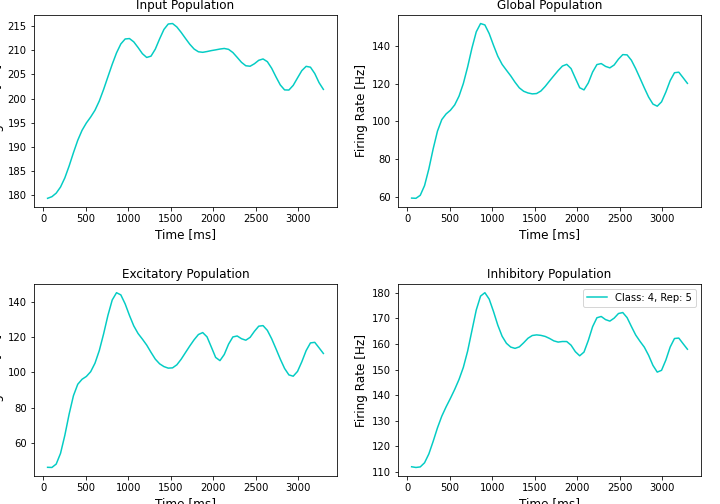 Input Population
215
210
205
200
195
190
185
180
0 500 1000 1500 2000 2500 3000
Time [ms]
Global Population
Firing Rate [Hz]
140
120
100
80
60
0 500 1000 1500 2000 2500 3000
Time [ms]
Excitatory Population
140
120
100
80
60
0 500 1000 1500 2000 2500 3000
Time [ms]
Inhibitory Population
Class: 4, Rep: 5
Firing Rate [Hz]
180
170
160
150
140
130
120
110
0 500 1000 1500 2000 2500 3000
Time [ms]